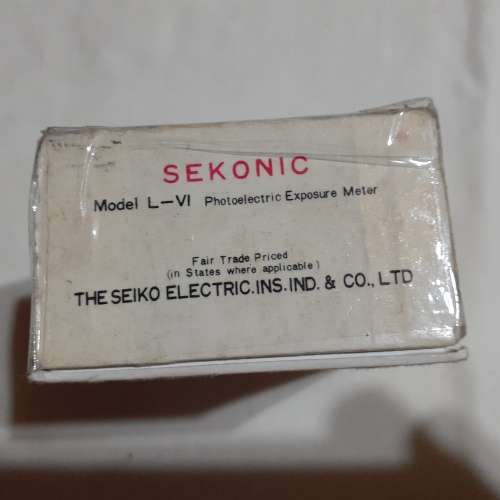 SEKONIC
Model L-VI Photoelectric Exposure Meter
Fair Trade Priced
(in States where applicable)
THE SEIKO ELECTRIC.INS.IND. & CO., LTD